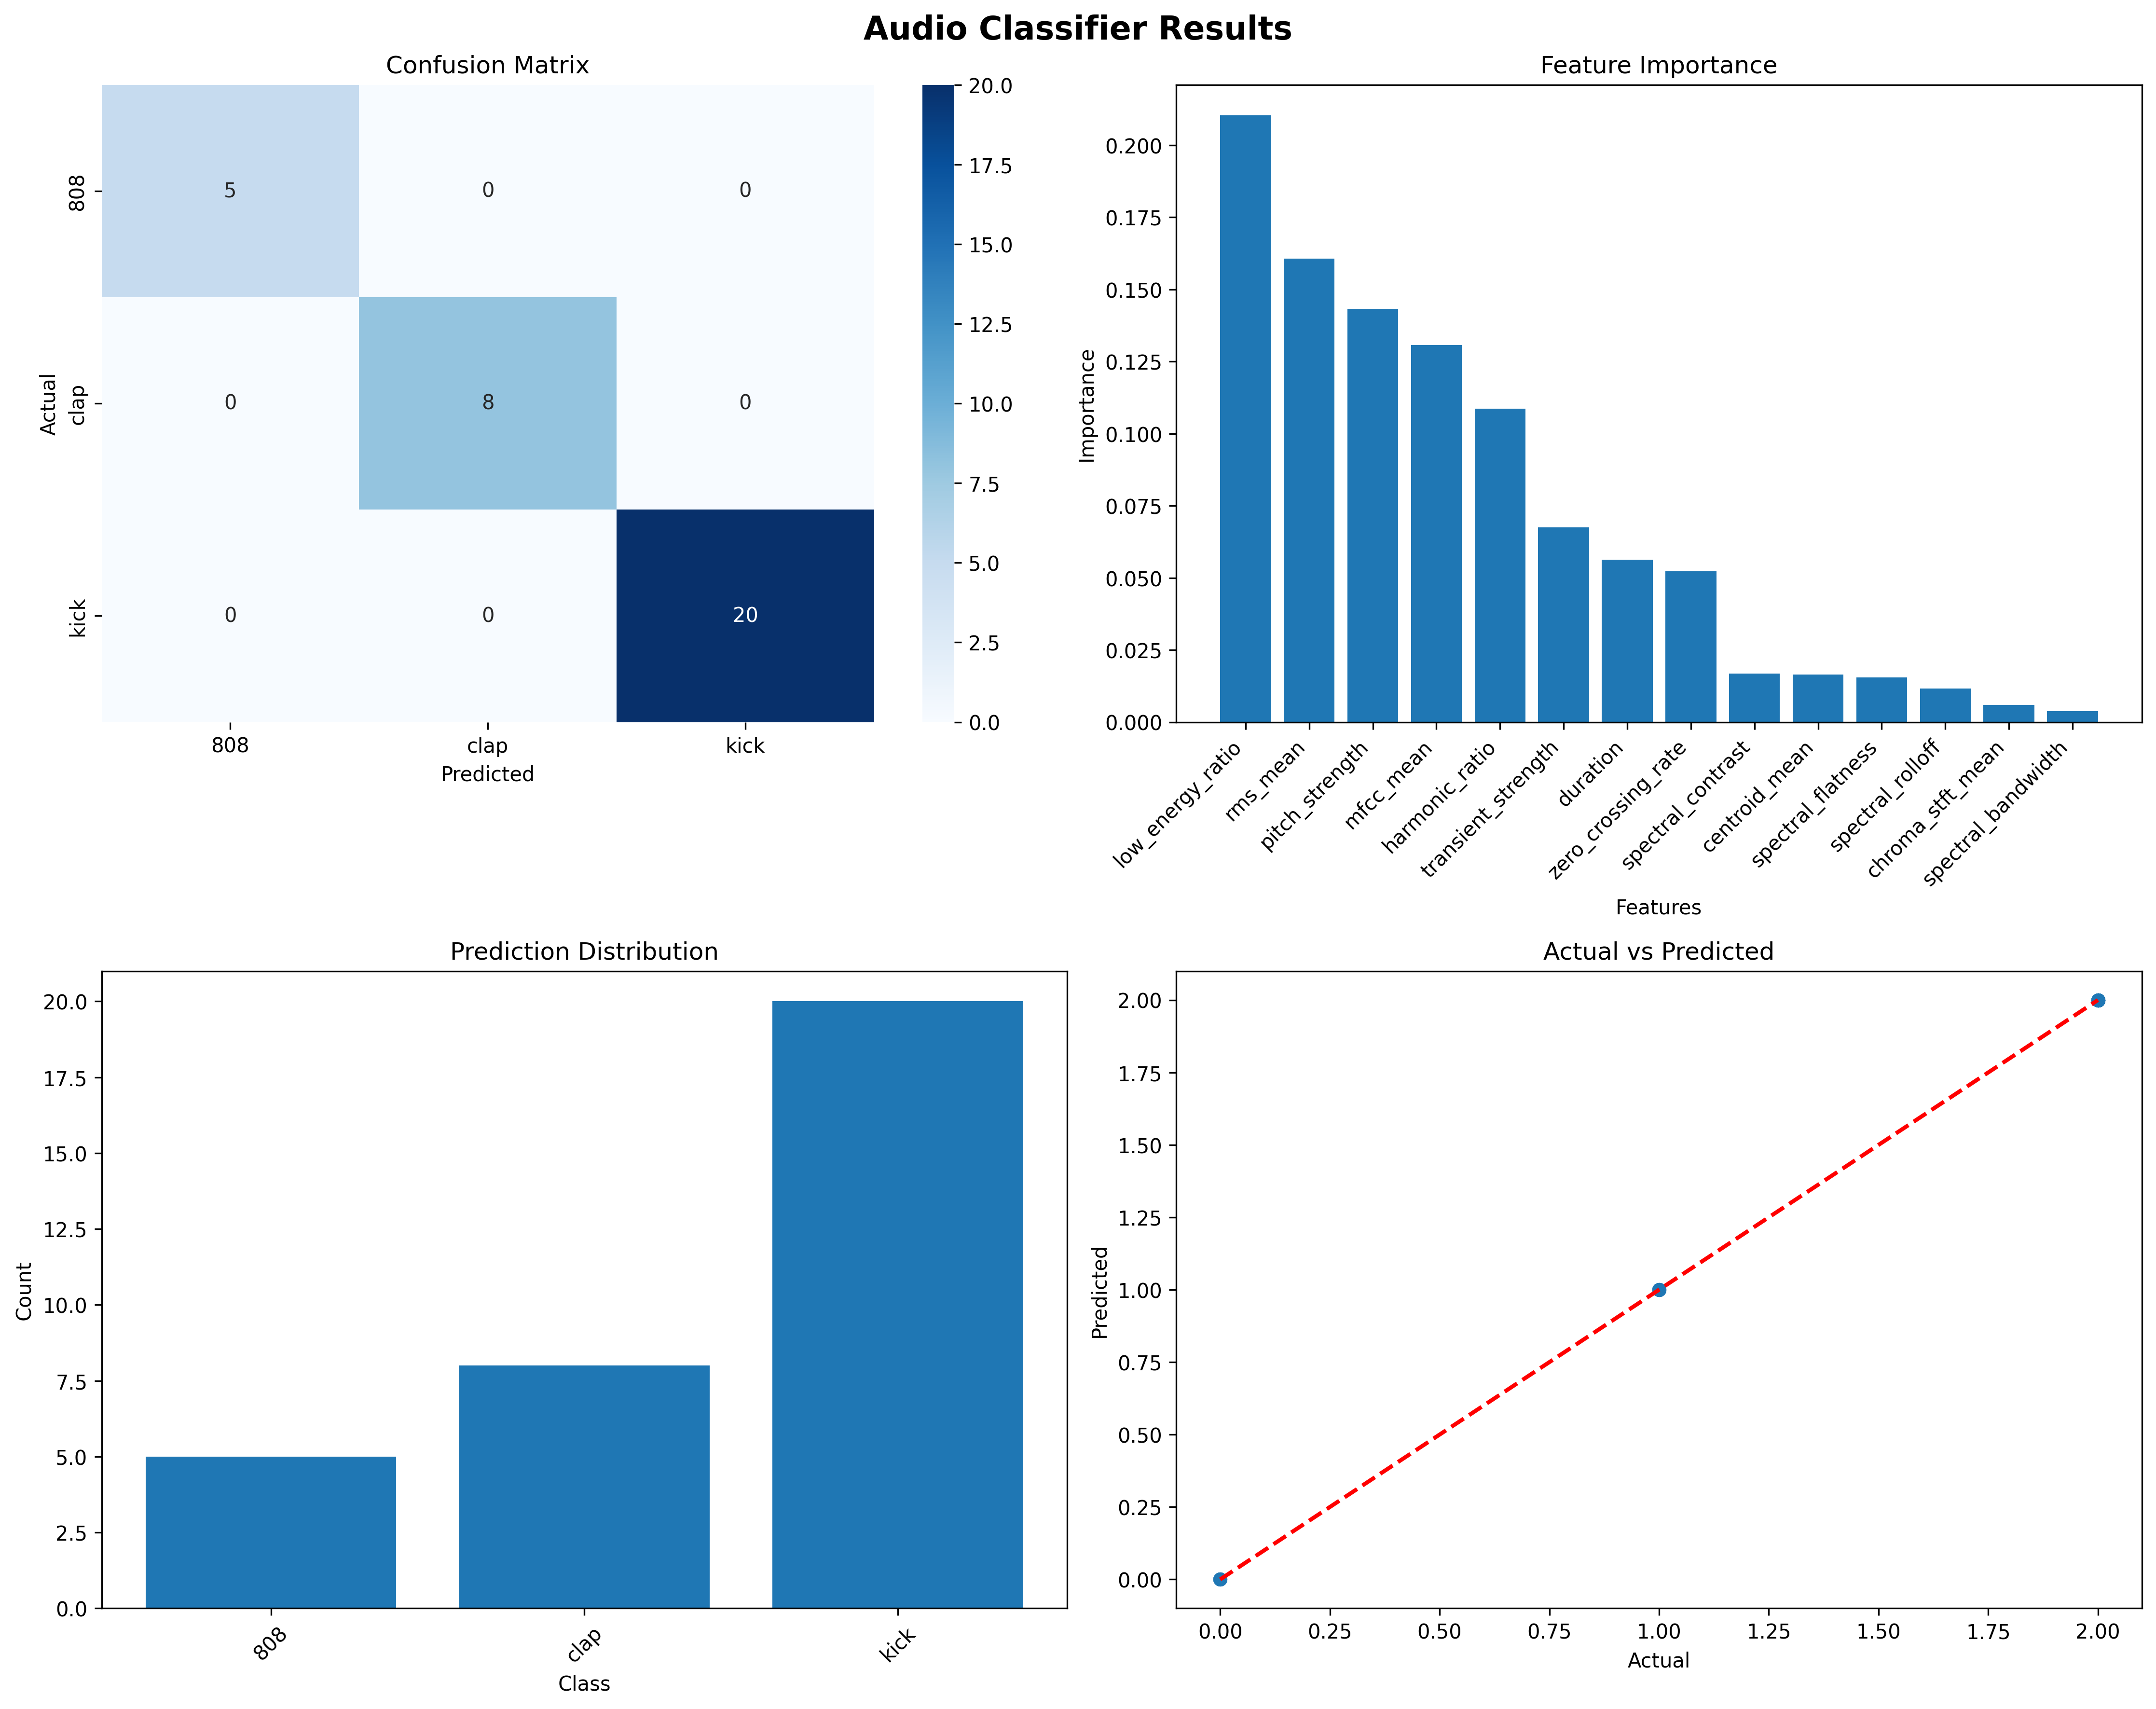 Audio Classifier Results
Confusion Matrix
Actual
808
clap
kick
5
0
0
0
8
0
0
0
20
808
clap
kick
Predicted
20.0
17.5
15.0
12.5
10.0
7.5
5.0
2.5
0.0
Feature Importance
Importance
0.200
0.175
0.150
0.125
0.100
0.075
0.050
0.025
0.000
low_energy_ratio
rms_mean
pitch_strength
mfcc_mean
harmonic_ratio
transient_strength
duration
zero_crossing_rate
spectral_contrast
centroid_mean
spectral_flatness
spectral_rolloff
chroma_stft_mean
spectral_bandwidth
Features
Prediction Distribution
Count
20.0
17.5
15.0
12.5
10.0
7.5
5.0
2.5
0.0
808
clap
kick
Class
Actual vs Predicted
Predicted
2.00
1.75
1.50
1.25
1.00
0.75
0.50
0.25
0.00
0.00
0.25
0.50
0.75
1.00
1.25
1.50
1.75
2.00
Actual